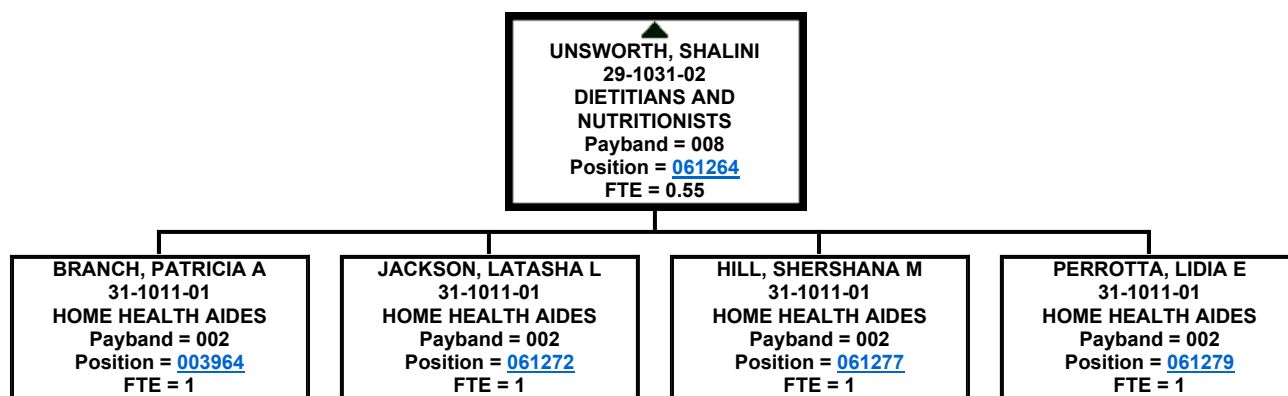 UNSWORTH, SHALINI
29-1031-02
DIETITIANS AND
NUTRITIONISTS
Payband = 008
Position = 061264
FTE = 0.55
BRANCH, PATRICIA A
31-1011-01
HOME HEALTH AIDES
Payband = 002
Position = 003964
FTE = 1
JACKSON, LATASHA L
31-1011-01
HOME HEALTH AIDES
Payband = 002
Position = 061272
FTE = 1
HILL, SHERSHANA M
31-1011-01
HOME HEALTH AIDES
Payband = 002
Position = 061277
FTE = 1
PERROTTA, LIDIA E
31-1011-01
HOME HEALTH AIDES
Payband = 002
Position = 061279
FTE = 1